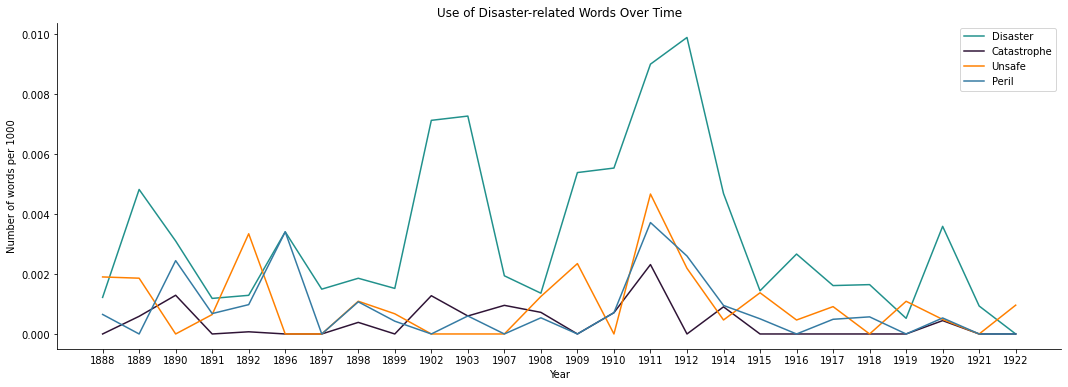 Use of Disaster-related Words Over Time
Disaster
Catastrophe
Unsafe
Peril
Number of words per 1000
0.010
0.008
0.006
0.004
0.002
0.000
1888 1889 1890 1891 1892 1896 1897 1898 1899 1902 1903 1907 1908 1909 1910 1911 1912 1914 1915 1916 1917 1918 1919 1920 1921 1922
Year